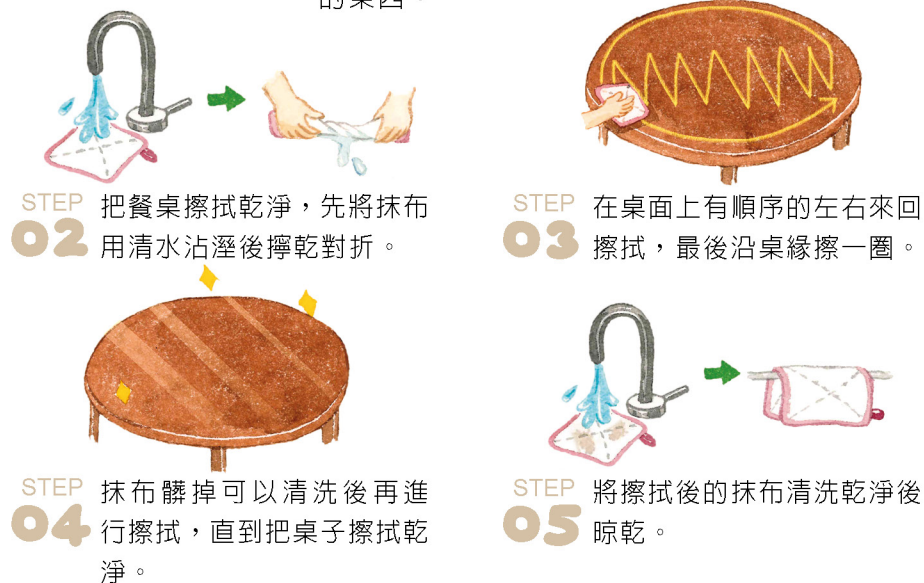 的東西。
STEP 02
把餐桌擦拭乾淨，先將抹布
用清水沾溼後擰乾對折。
STEP 03
在桌面上有順序的左右來回
擦拭，最後沿桌緣擦一圈。
STEP 04
抹布髒掉可以清洗後再進
行擦拭，直到把桌子擦拭乾
淨。
STEP 05
將擦拭後的抹布清洗乾淨後
晾乾。